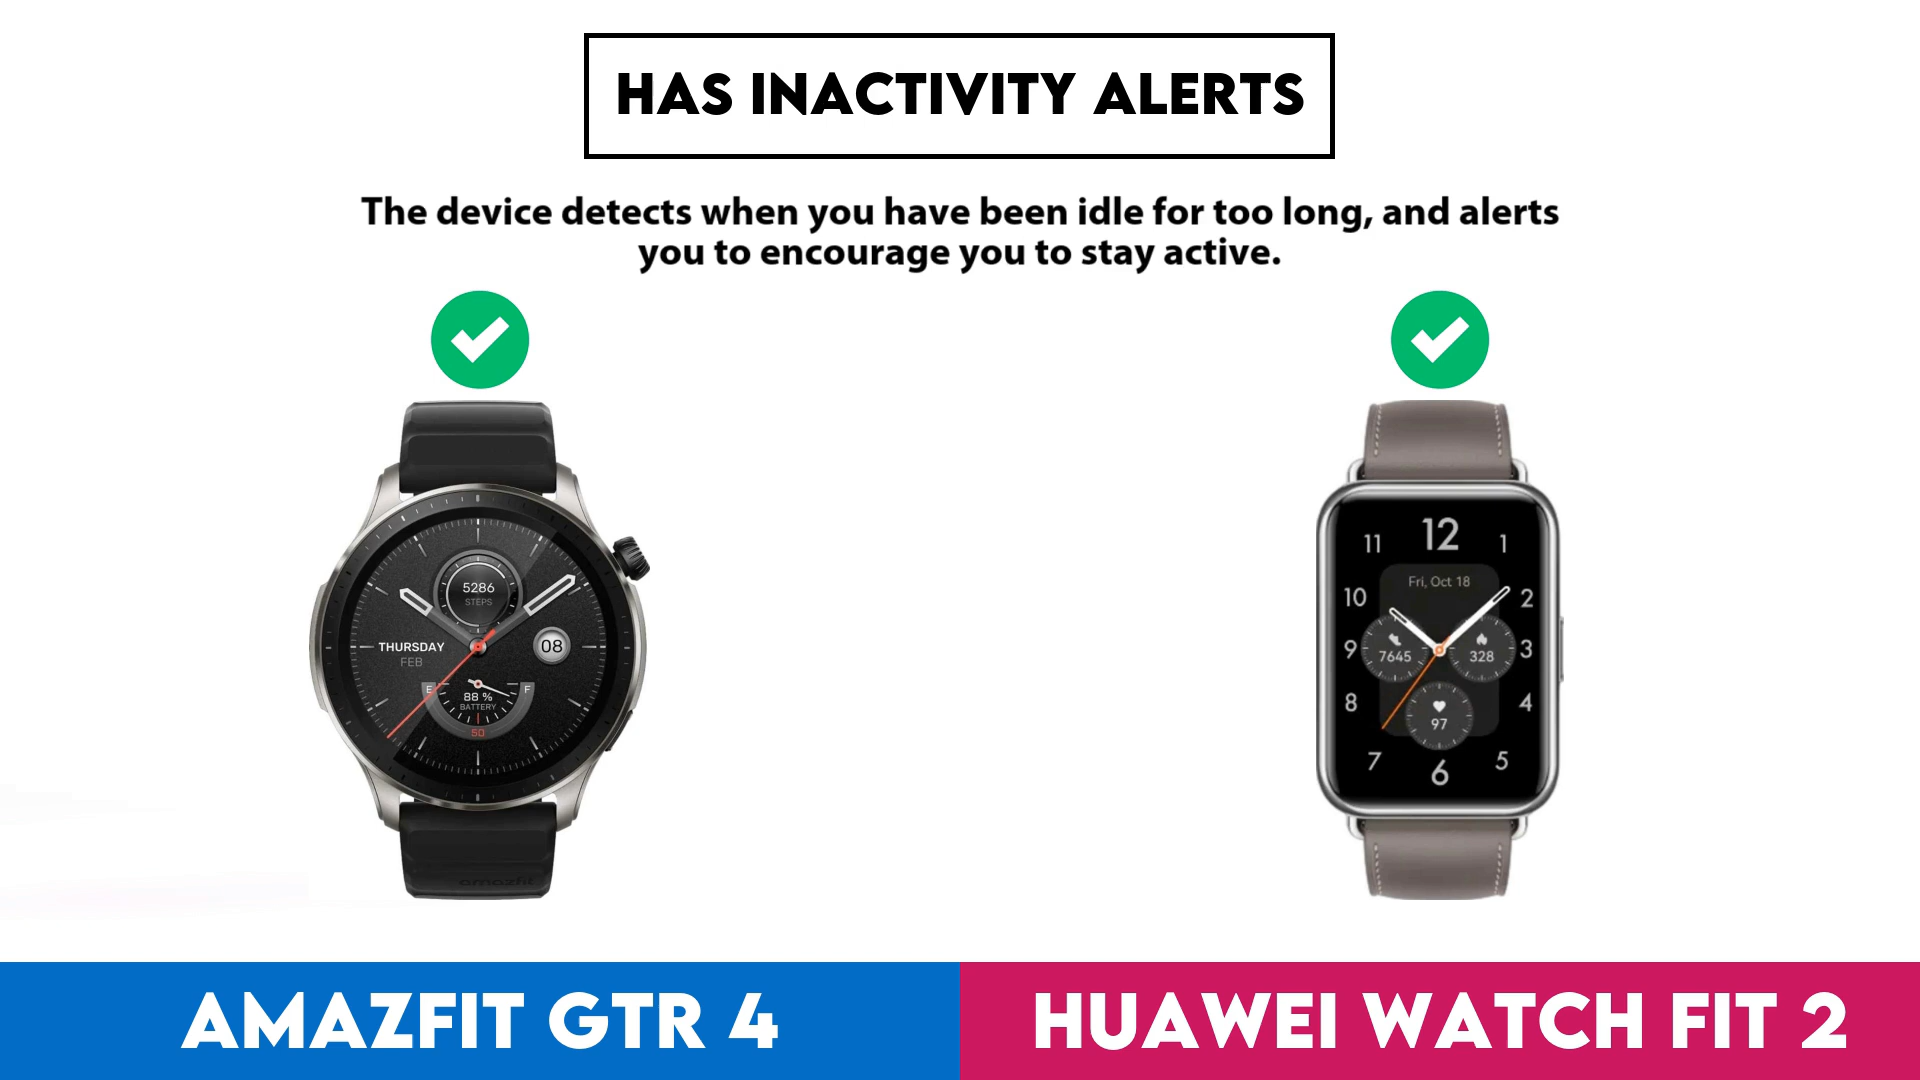 HAS INACTIVITY ALERTS
The device detects when you have been idle for too long, and alerts
you to encourage you to stay active.
5286
STEPS
THURSDAY
FEB
08
E
F
88 %
BATTERY
50
amazfit
12
11
1
Fri, Oct 18
10
2
9
7645
328
3
8
97
4
7
5
6
AMAZFIT GTR 4
HUAWEI WATCH FIT 2